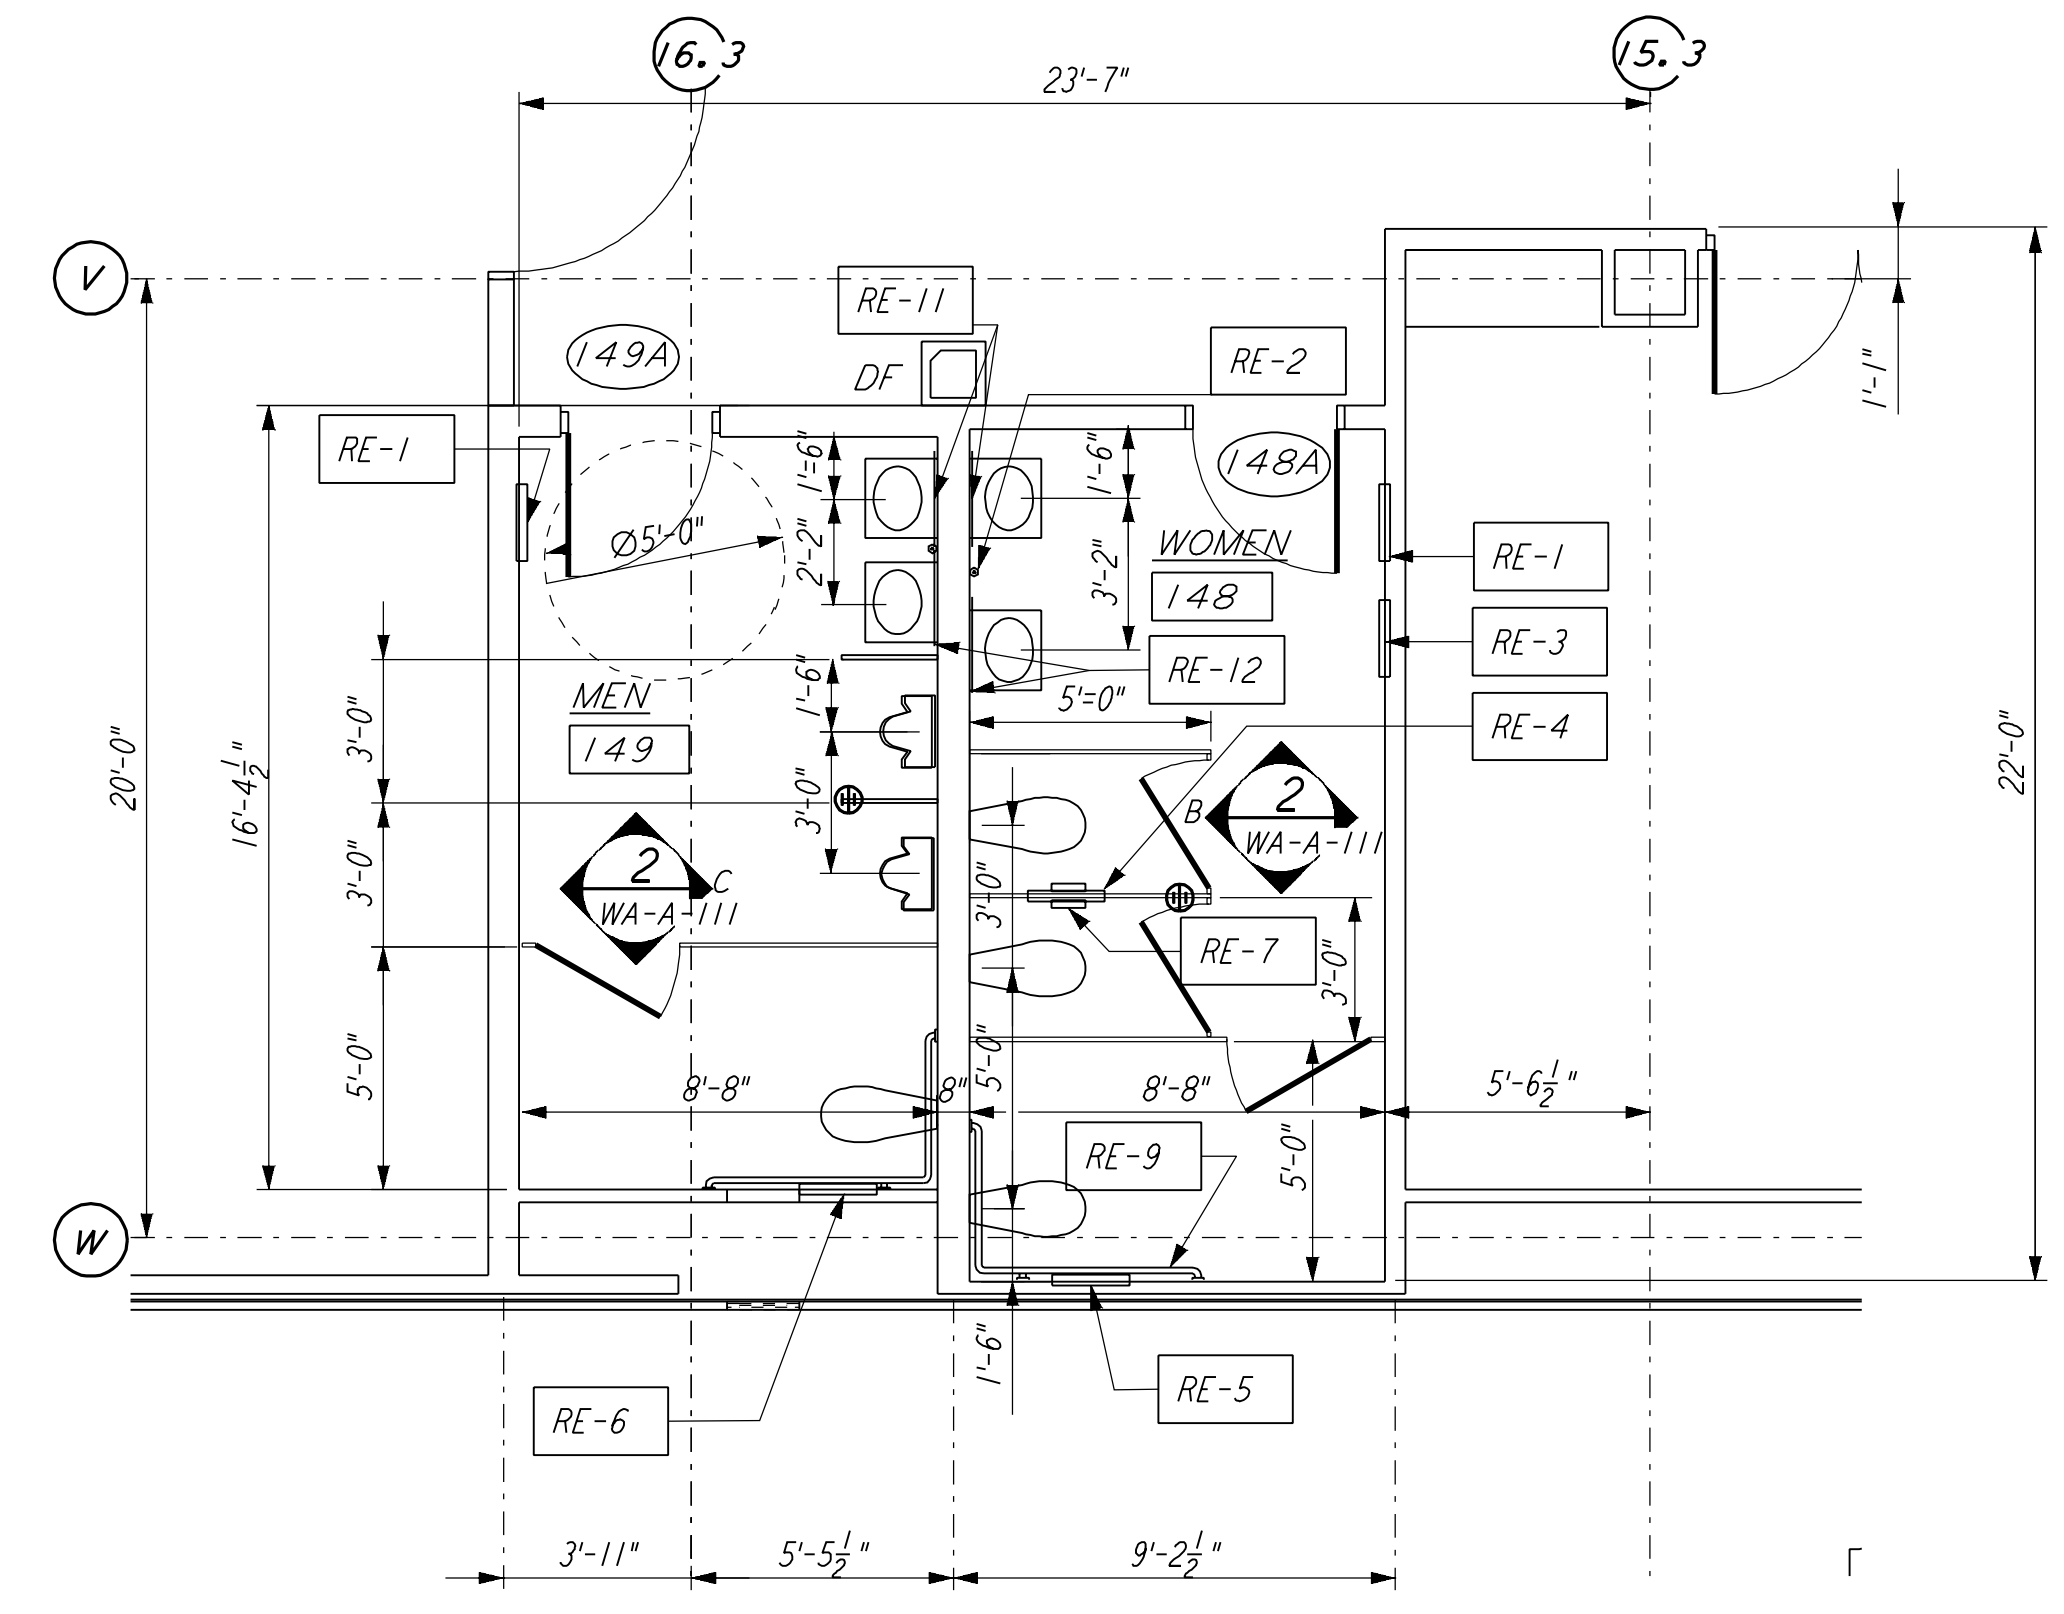 16.3
15.3
23'-7"
V
RE-11
149A
DF
RE-2
1'-1"
RE-1
1'=6"
1'-6"
148A
Ø5'-0"
2'-2"
WOMEN
3'-2"
148
RE-1
RE-3
RE-12
MEN
149
1'-6"
5'=0"
RE-4
3'-0"
20'-0"
16'-4 1/2"
22'-0"
3'-0"
2
B
WA-A-111
3'-0"
2
C
WA-A-111
3'-0"
RE-7
3'-0"
5'-0"
5'-0"
8'-8"
8"
8'-8"
5'-6 1/2"
RE-9
5'-0"
W
1'-6"
RE-5
RE-6
3'-11"
5'-5 1/2"
9'-2 1/2"